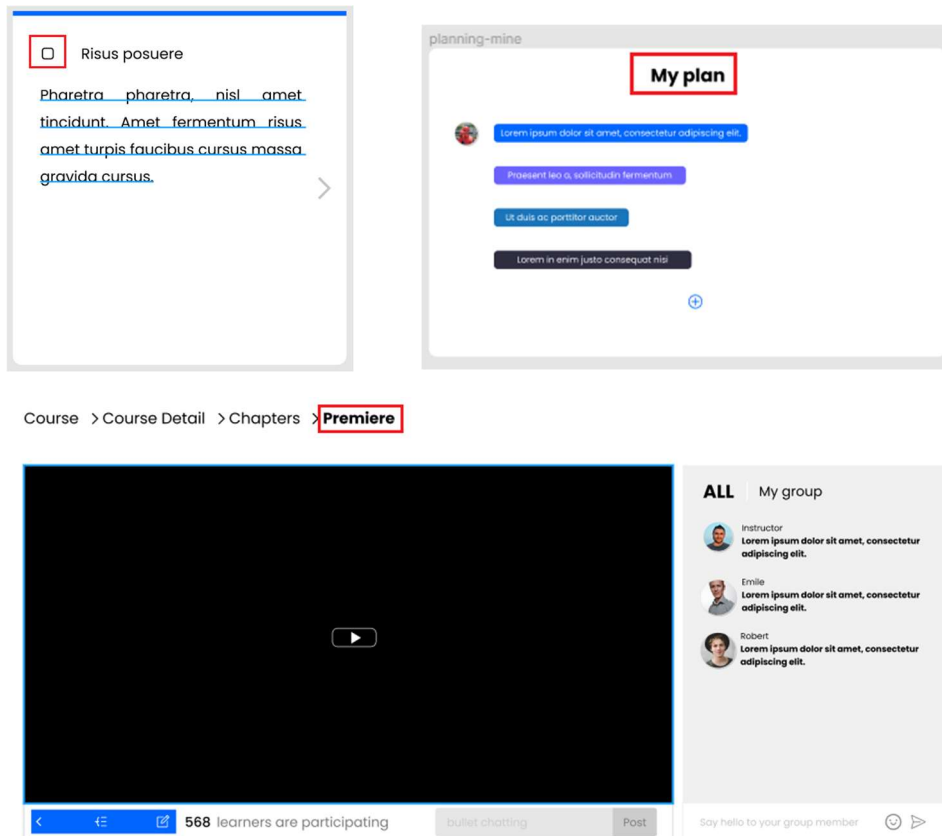 Risus posuere
Pharetra pharetra, nisl amet
tincidunt. Amet fermentum risus
amet turpis faucibus cursus massa
gravida cursus.
planning-mine
My plan
Lorem ipsum dolor sit amet, consectetur adipiscing elit.
Praesent leo a, sollicitudin fermentum
Ut duis ac porttitor auctor
Lorem in enim justo consequat nisi
Course > Course Detail > Chapters > Premiere
ALL | My group
Instructor
Lorem ipsum dolor sit amet, consectetur
adipiscing elit.
Emile
Lorem ipsum dolor sit amet, consectetur
adipiscing elit.
Robert
Lorem ipsum dolor sit amet, consectetur
adipiscing elit.
568 learners are participating
bullet chatting
Post
Say hello to your group member